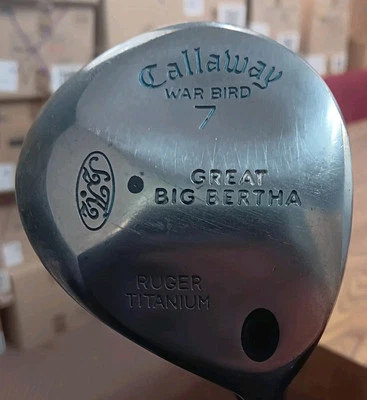 Callaway
WAR BIRD
7
GREAT
BIG BERTHA
RUGER
TITANIUM